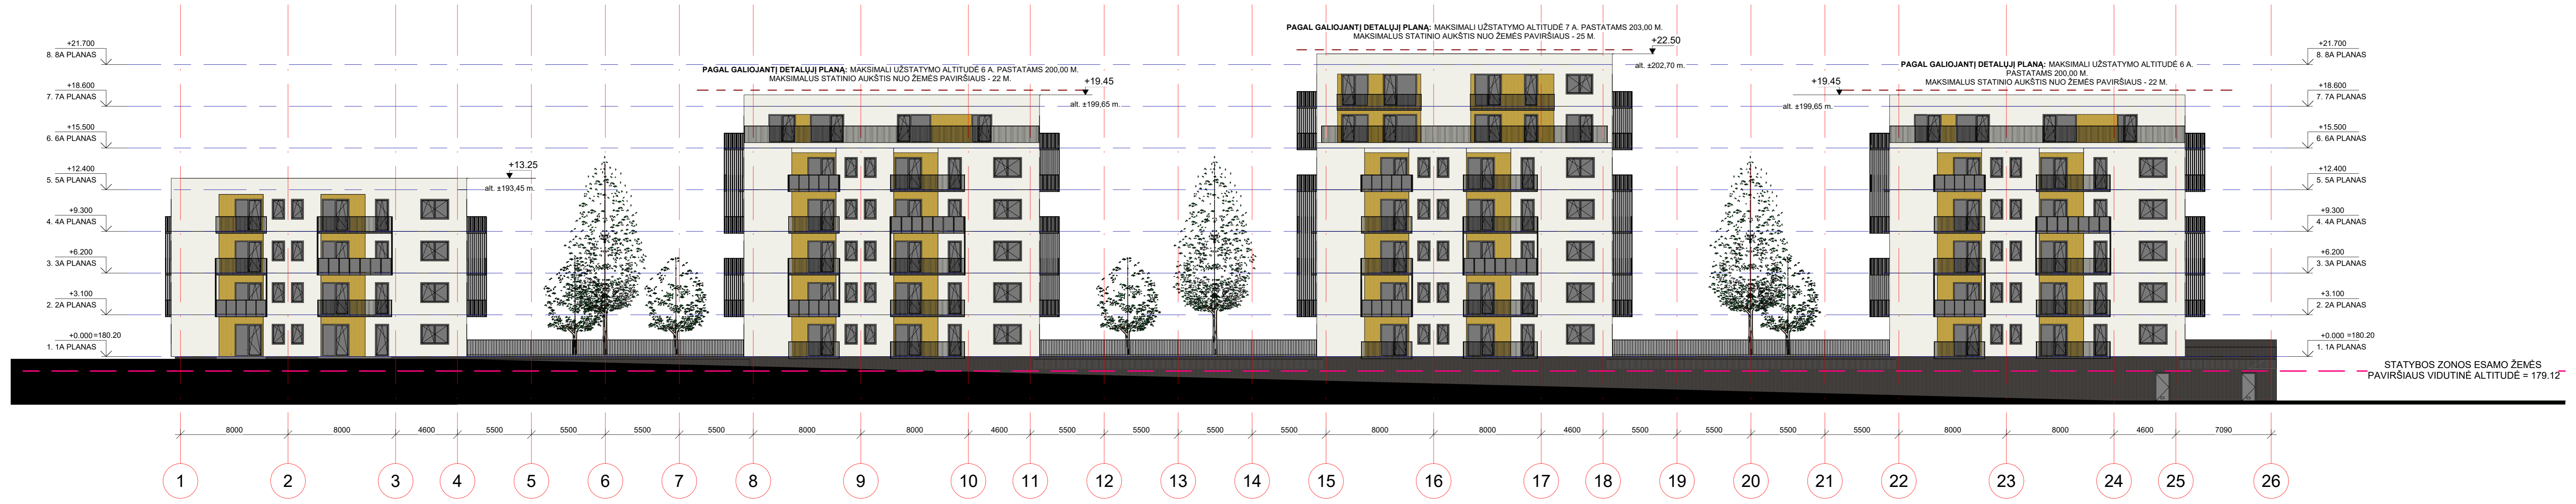 PAGAL GALIOJANTĮ DETALŲJĮ PLANĄ: MAKSIMALI UŽSTATYMO ALTITUDĖ 7 A. PASTATAMS 203,00 M.
MAKSIMALUS STATINIO AUKŠTIS NUO ŽEMĖS PAVIRŠIAUS - 25 M.
+22.50
alt. ±202,70 m.
PAGAL GALIOJANTĮ DETALŲJĮ PLANĄ: MAKSIMALI UŽSTATYMO ALTITUDĖ 6 A. PASTATAMS 200,00 M.
MAKSIMALUS STATINIO AUKŠTIS NUO ŽEMĖS PAVIRŠIAUS - 22 M.
+19.45
alt. ±199,65 m.
PAGAL GALIOJANTĮ DETALŲJĮ PLANĄ: MAKSIMALI UŽSTATYMO ALTITUDĖ 6 A.
PASTATAMS 200,00 M.
MAKSIMALUS STATINIO AUKŠTIS NUO ŽEMĖS PAVIRŠIAUS - 22 M.
+19.45
alt. ±199,65 m.
+13.25
alt. ±193,45 m.
+21.700
8. 8A PLANAS
+18.600
7. 7A PLANAS
+15.500
6. 6A PLANAS
+12.400
5. 5A PLANAS
+9.300
4. 4A PLANAS
+6.200
3. 3A PLANAS
+3.100
2. 2A PLANAS
+0.000=180.20
1. 1A PLANAS
+21.700
8. 8A PLANAS
+18.600
7. 7A PLANAS
+15.500
6. 6A PLANAS
+12.400
5. 5A PLANAS
+9.300
4. 4A PLANAS
+6.200
3. 3A PLANAS
+3.100
2. 2A PLANAS
+0.000 =180.20
1. 1A PLANAS
STATYBOS ZONOS ESAMO ŽEMĖS
PAVIRŠIAUS VIDUTINĖ ALTITUDĖ = 179.12
8000 8000 4600 5500 5500 5500 5500 8000 8000 4600 5500 5500 5500 5500 8000 8000 4600 5500 5500 5500 5500 8000 8000 4600 7090
1 2 3 4 5 6 7 8 9 10 11 12 13 14 15 16 17 18 19 20 21 22 23 24 25 26